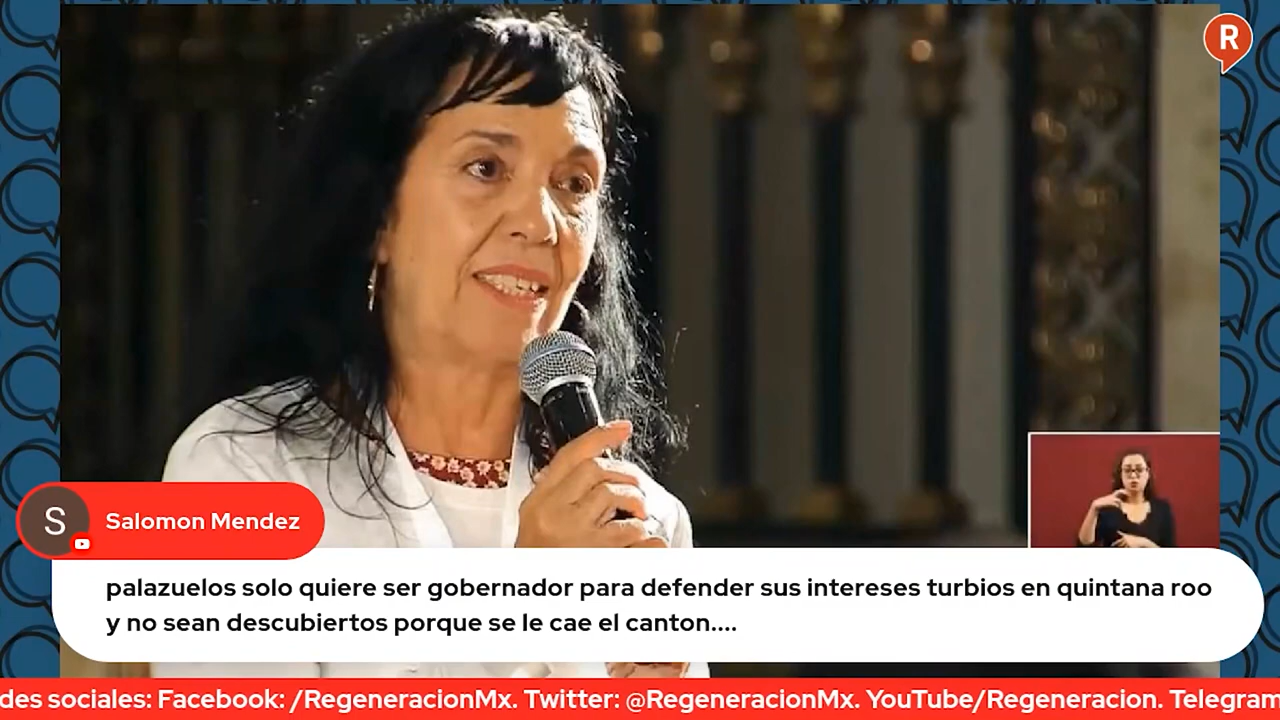 R
S
Salomon Mendez
palazuelos solo quiere ser gobernador para defender sus intereses turbios en quintana roo
y no sean descubiertos porque se le cae el canton....
des sociales: Facebook: /RegeneracionMx. Twitter: @RegeneracionMx. YouTube/Regeneracion. Telegram